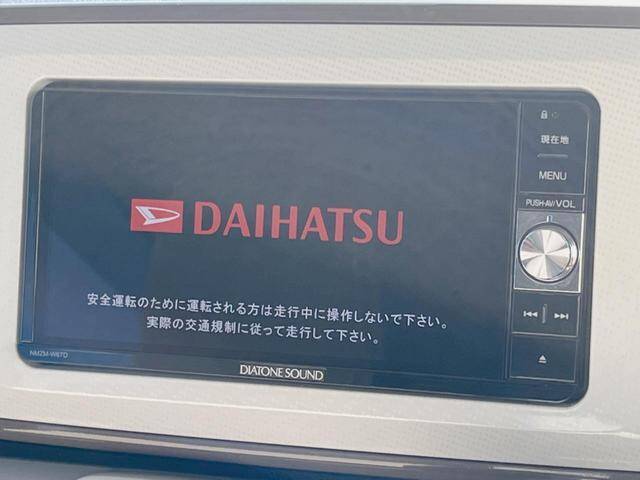 現在地
MENU
PUSH-AV/VOL
DAIHATSU
安全運転のために運転される方は走行中に操作しないで下さい。
実際の交通規制に従って走行して下さい。
NMZM-W67D
DIATONE SOUND